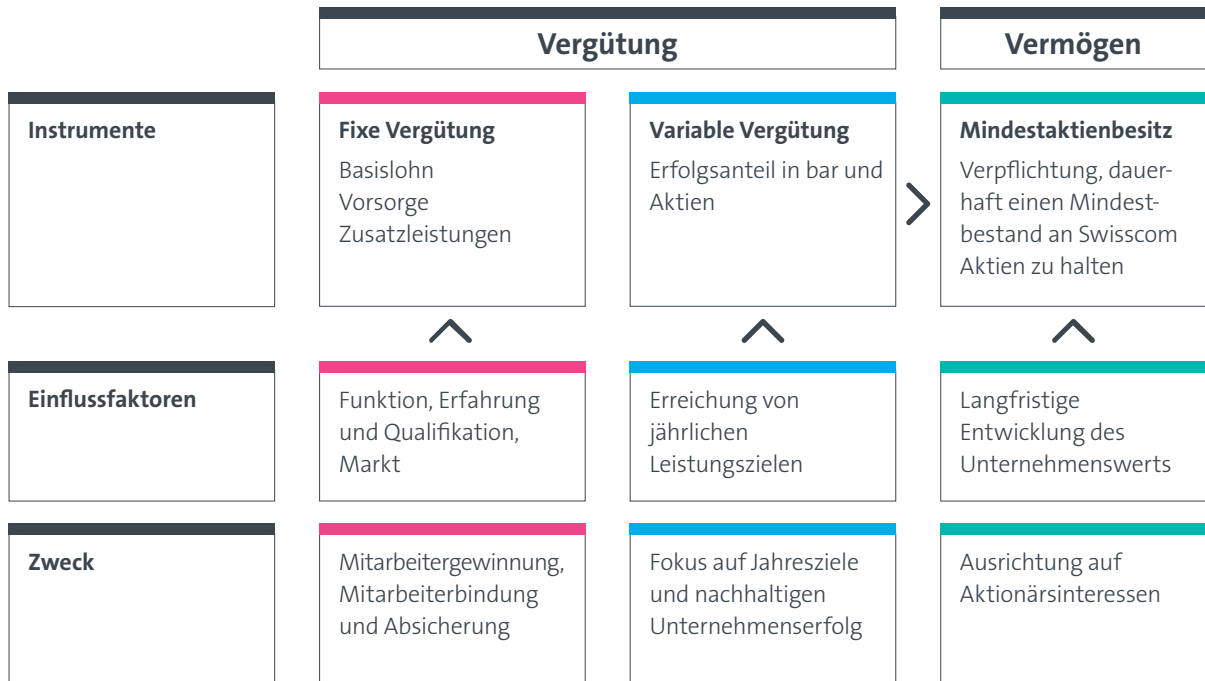 Vergütung
Vermögen
Instrumente
Fixe Vergütung
Basislohn
Vorsorge
Zusatzleistungen
Variable Vergütung
Erfolgsanteil in bar und
Aktien
Mindestaktienbesitz
Verpflichtung, dauer-
haft einen Mindest-
bestand an Swisscom
Aktien zu halten
Einflussfaktoren
Funktion, Erfahrung
und Qualifikation,
Markt
Erreichung von
jährlichen
Leistungszielen
Langfristige
Entwicklung des
Unternehmenswerts
Zweck
Mitarbeitergewinnung,
Mitarbeiterbindung
und Absicherung
Fokus auf Jahresziele
und nachhaltigen
Unternehmenserfolg
Ausrichtung auf
Aktionärsinteressen